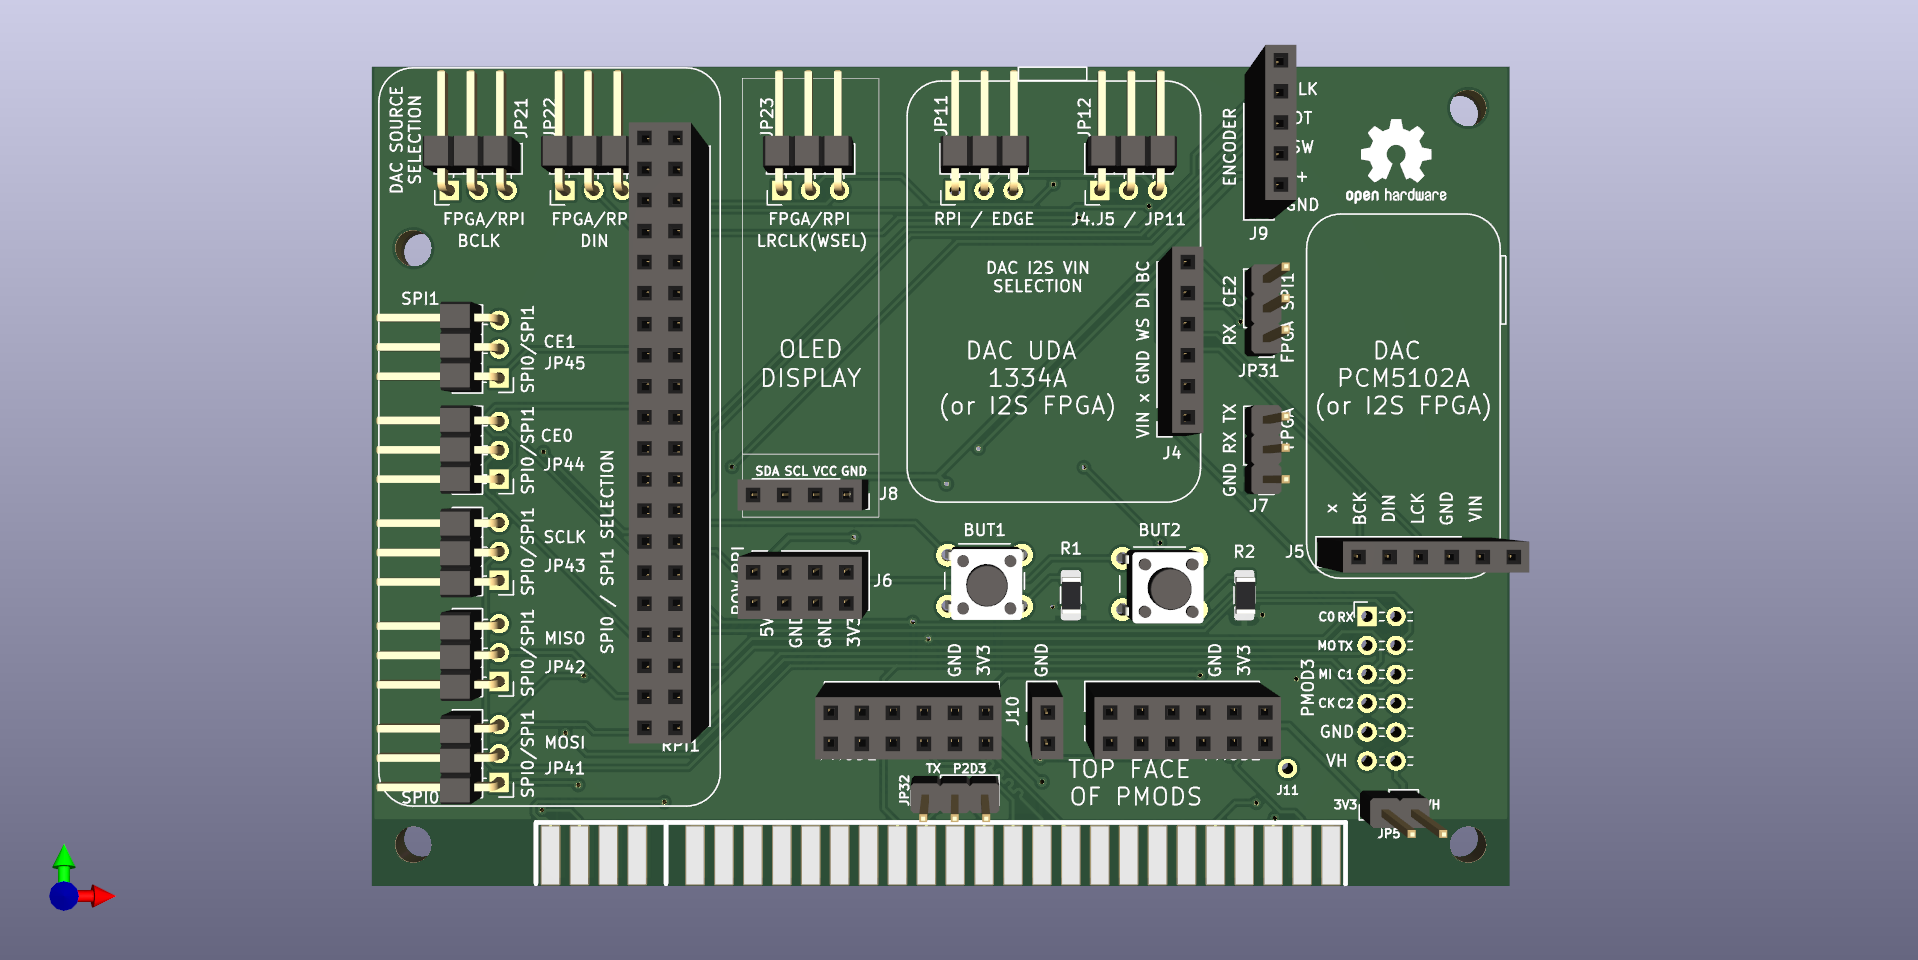 DAC SOURCE
SELECTION
JP21
JP22
JP23
JP11
JP12
ENCODER
LK
DT
SW
+
GND
J9
open hardware
FPGA/RPI
BCLK
FPGA/RP
DIN
FPGA/RPI
LRCLK(WSEL)
RPI / EDGE
J4.J5 / JP11
DAC I2S VIN
SELECTION
VIN x GND WS DI BC
J4
RX CE2
FPGA SPI1
JP31
GND RX TX
FPGA
J7
SPI1
SPI0/SPI1
CE1
JP45
SPI0/SPI1
CE0
JP44
SPI0/SPI1
SCLK
JP43
SPI0/SPI1
MISO
JP42
SPI0/SPI1
MOSI
JP41
SPI0
SPI0 / SPI1 SELECTION
RPI1
OLED
DISPLAY
SDA SCL VCC GND
J8
DAC UDA
1334A
(or I2S FPGA)
DAC
PCM5102A
(or I2S FPGA)
x
BCK
DIN
LCK
GND
VIN
J5
BUT1
R1
BUT2
R2
POW RPI
J6
5V
GND
GND
3V3
GND
3V3
GND
GND
3V3
J10
PMOD3
C0 RX
MO TX
MI C1
CK C2
GND
VH
TOP FACE
OF PMODS
J11
JP32
TX P2D3
3V3
VH
JP5